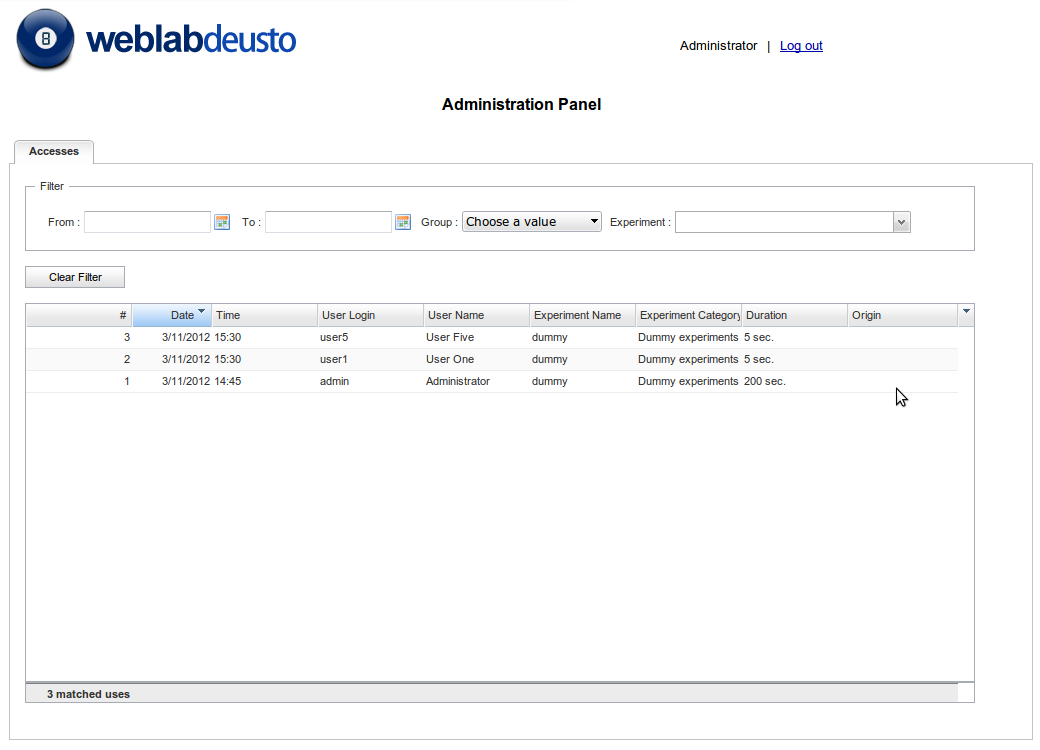 8 weblabdeusto
Administrator | Log out
Administration Panel
Accesses
Filter
From : To : Group : Choose a value Experiment :
Clear Filter
# Date Time User Login User Name Experiment Name Experiment Category Duration Origin
3 3/11/2012 15:30 user5 User Five dummy Dummy experiments 5 sec.
2 3/11/2012 15:30 user1 User One dummy Dummy experiments 5 sec.
1 3/11/2012 14:45 admin Administrator dummy Dummy experiments 200 sec.
3 matched uses